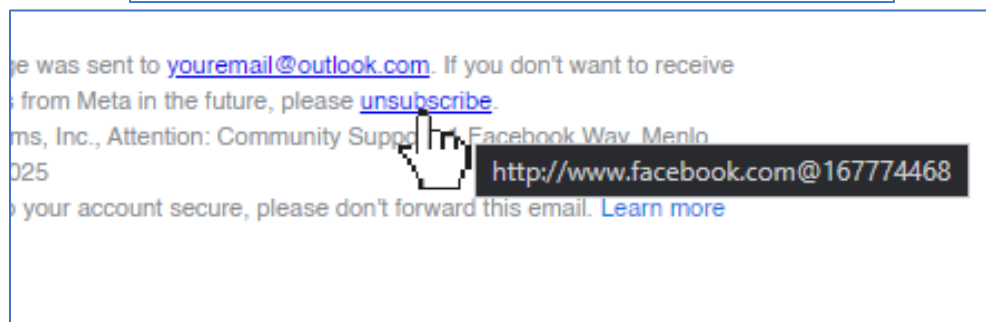 ge was sent to youremail@outlook.com. If you don't want to receive
s from Meta in the future, please unsubscribe.
ms, Inc., Attention: Community Support, 1 Facebook Way, Menlo
025
http://www.facebook.com@167774468
o your account secure, please don't forward this email. Learn more